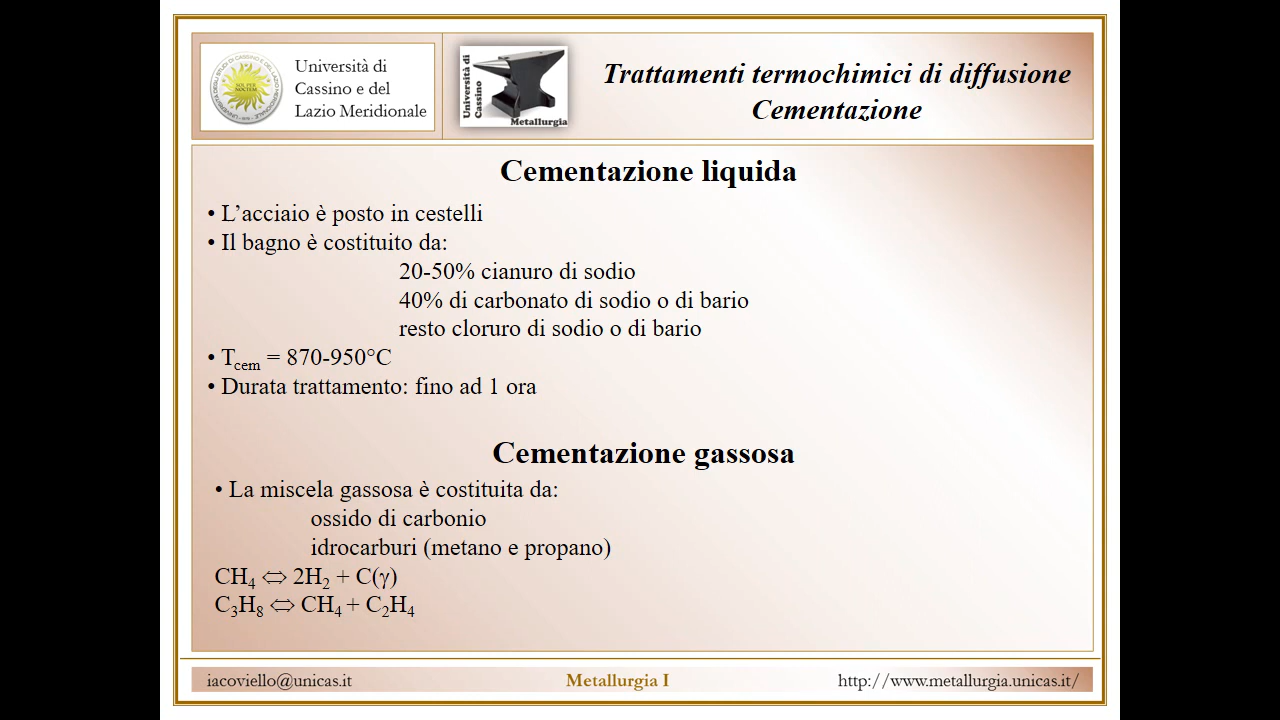 Università di
Cassino e del
Lazio Meridionale
Università di
Cassino
Metallurgia
Trattamenti termochimici di diffusione
Cementazione
Cementazione liquida
• L’acciaio è posto in cestelli
• Il bagno è costituito da:
20-50% cianuro di sodio
40% di carbonato di sodio o di bario
resto cloruro di sodio o di bario
• Tcem = 870-950°C
• Durata trattamento: fino ad 1 ora
Cementazione gassosa
• La miscela gassosa è costituita da:
ossido di carbonio
idrocarburi (metano e propano)
CH₄ ⇔ 2H₂ + C(γ)
C₃H₈ ⇔ CH₄ + C₂H₄
iacoviello@unicas.it
Metallurgia I
http://www.metallurgia.unicas.it/